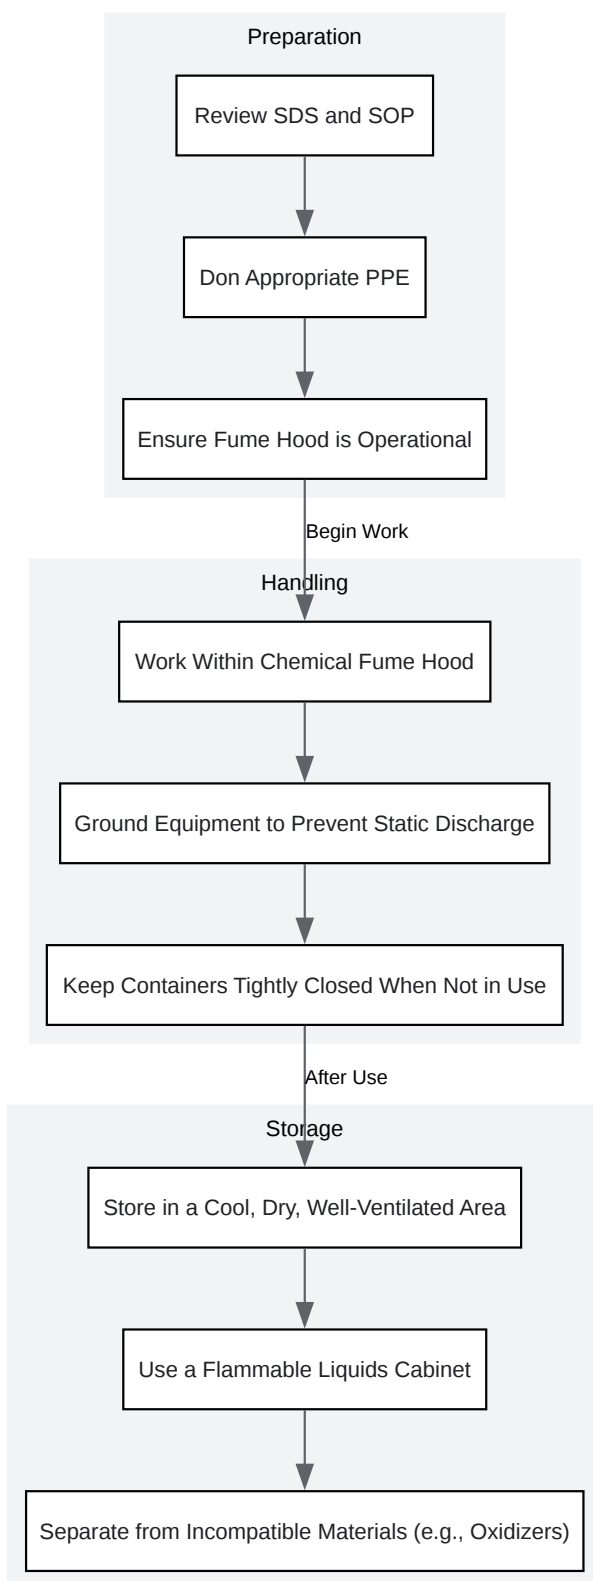 Preparation
Review SDS and SOP
Don Appropriate PPE
Ensure Fume Hood is Operational
Begin Work
Handling
Work Within Chemical Fume Hood
Ground Equipment to Prevent Static Discharge
Keep Containers Tightly Closed When Not in Use
After Use
Storage
Store in a Cool, Dry, Well-Ventilated Area
Use a Flammable Liquids Cabinet
Separate from Incompatible Materials (e.g., Oxidizers)